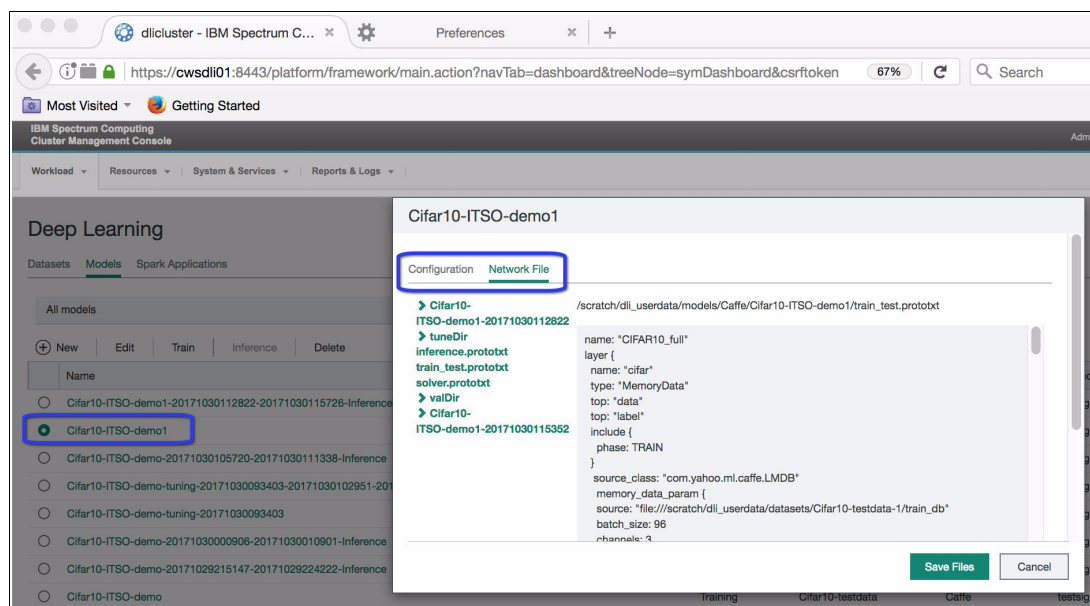 dlicluster - IBM Spectrum C... ×
Preferences ×
https://cwsdli01:8443/platform/framework/main.action?navTab=dashboard&treeNode=symDashboard&csrftoken
67%
Search
Most Visited
Getting Started
IBM Spectrum Computing
Cluster Management Console
Adm
Workload
Resources
System & Services
Reports & Logs
Deep Learning
Datasets
Models
Spark Applications
All models
New
Edit
Train
Inference
Delete
Name
Cifar10-ITSO-demo1-20171030112822-20171030115726-Inference
Cifar10-ITSO-demo1
Cifar10-ITSO-demo-20171030105720-20171030111338-Inference
Cifar10-ITSO-demo-tuning-20171030093403-20171030102951-201
Cifar10-ITSO-demo-tuning-20171030093403
Cifar10-ITSO-demo-20171030000906-20171030010901-Inference
Cifar10-ITSO-demo-20171029215147-20171029224222-Inference
Cifar10-ITSO-demo
Training
Cifar10-testdata
Caffe
testsig
Cifar10-ITSO-demo1
Configuration
Network File
Cifar10-
ITSO-demo1-20171030112822
tuneDir
inference.prototxt
train_test.prototxt
solver.prototxt
valDir
Cifar10-
ITSO-demo1-20171030115352
/scratch/dli_userdata/models/Caffe/Cifar10-ITSO-demo1/train_test.prototxt
name: "CIFAR10_full"
layer {
name: "cifar"
type: "MemoryData"
top: "data"
top: "label"
include {
phase: TRAIN
}
source_class: "com.yahoo.ml.caffe.LMDB"
memory_data_param {
source: "file:///scratch/dli_userdata/datasets/Cifar10-testdata-1/train_db"
batch_size: 96
channels: 3
Save Files
Cancel